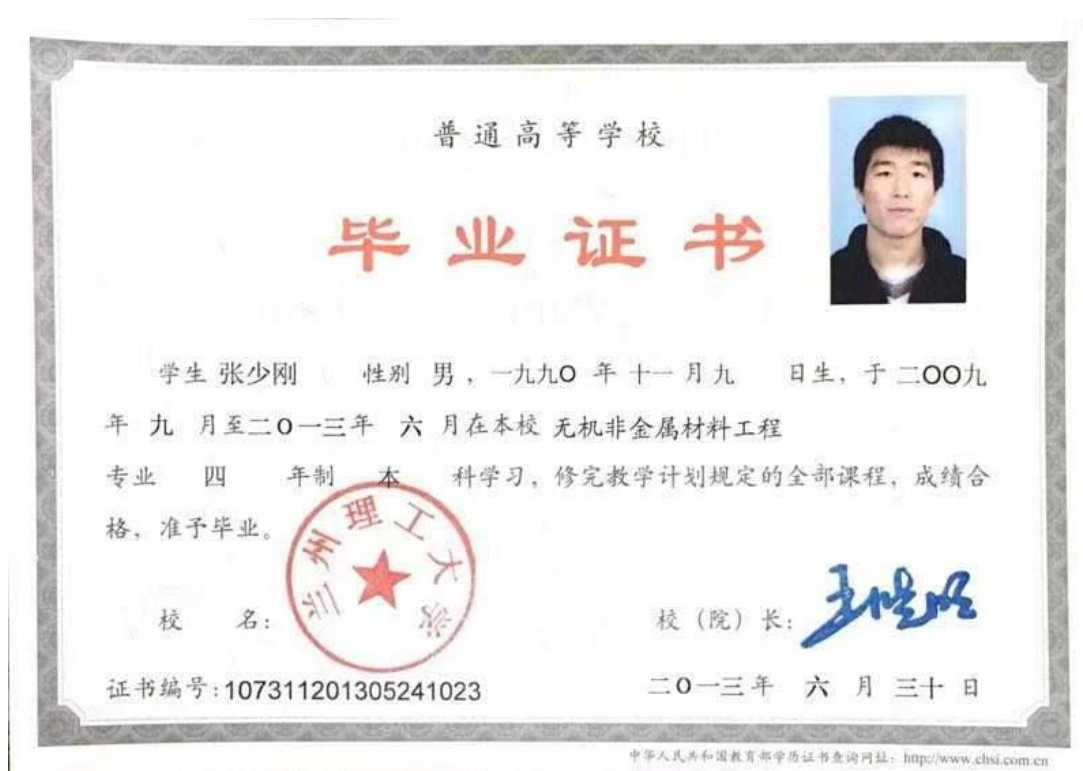 普通高等学校
毕业证书
学生 张少刚 性别 男，一九九〇 年 十一 月 九 日生，于 二〇〇九
年 九 月至二〇一三年 六 月在本校 无机非金属材料工程
专业 四 年制 本 科学习，修完教学计划规定的全部课程，成绩合
格，准予毕业。
兰州理工大学
校 名：
校（院）长：
证书编号：107311201305241023
二〇一三年 六 月 三十 日
中华人民共和国教育部学历证书查询网址：http://www.chsi.com.cn